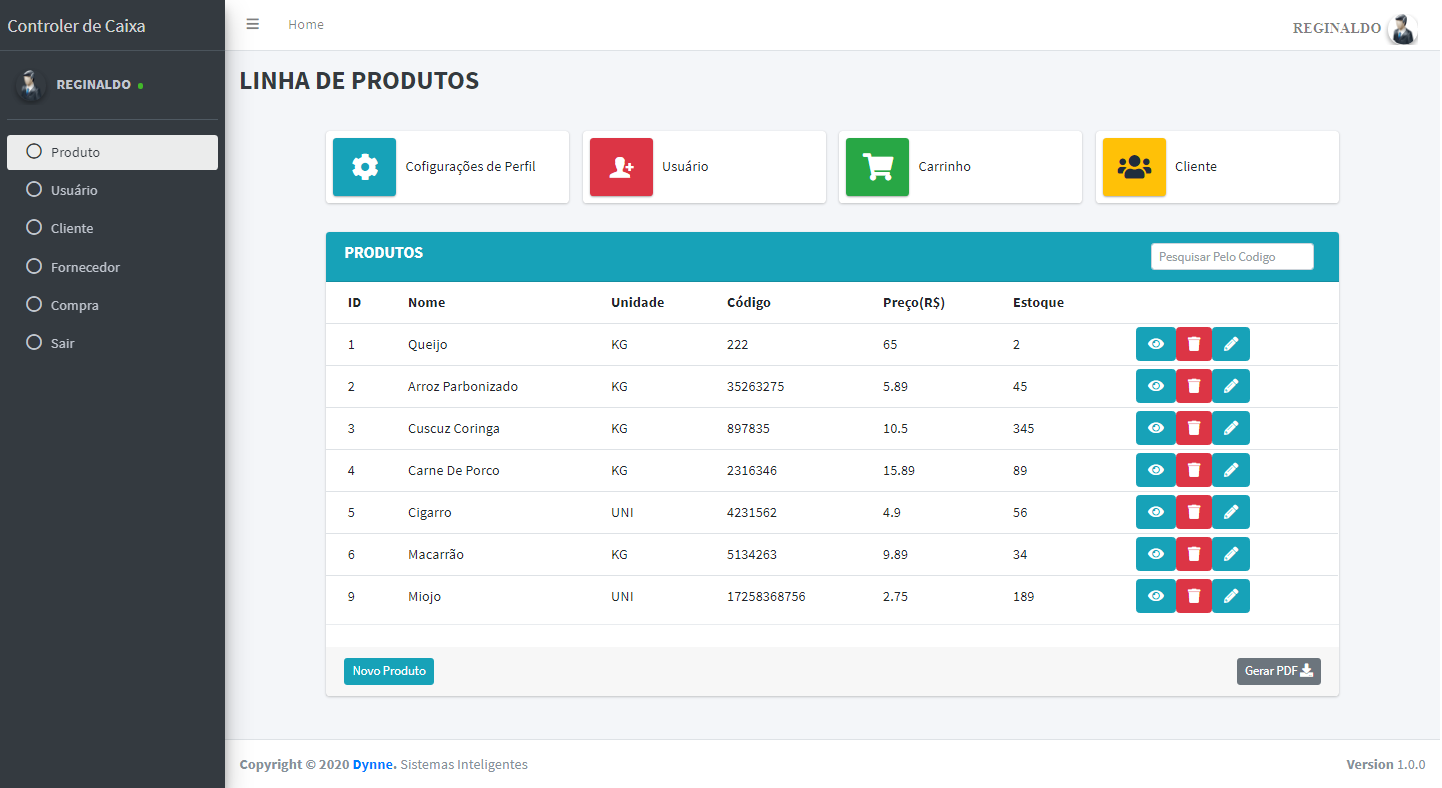 Controler de Caixa
Home
REGINALDO
REGINALDO
Produto
Usuário
Cliente
Fornecedor
Compra
Sair
LINHA DE PRODUTOS
Cofigurações de Perfil
Usuário
Carrinho
Cliente
PRODUTOS
Pesquisar Pelo Codigo
ID Nome Unidade Código Preço(R$) Estoque
1 Queijo KG 222 65 2
2 Arroz Parbonizado KG 35263275 5.89 45
3 Cuscuz Coringa KG 897835 10.5 345
4 Carne De Porco KG 2316346 15.89 89
5 Cigarro UNI 4231562 4.9 56
6 Macarrão KG 5134263 9.89 34
9 Miojo UNI 17258368756 2.75 189
Novo Produto
Gerar PDF
Copyright © 2020 Dynne. Sistemas Inteligentes
Version 1.0.0